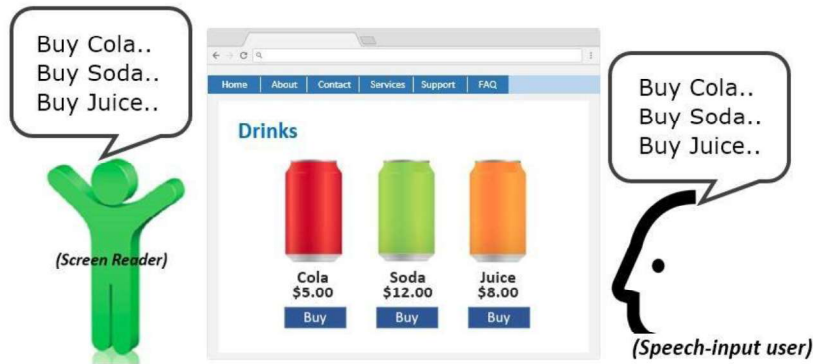 Buy Cola..
Buy Soda..
Buy Juice..
(Screen Reader)
Home About Contact Services Support FAQ
Drinks
Cola Soda Juice
$5.00 $12.00 $8.00
Buy Buy Buy
Buy Cola..
Buy Soda..
Buy Juice..
(Speech-input user)